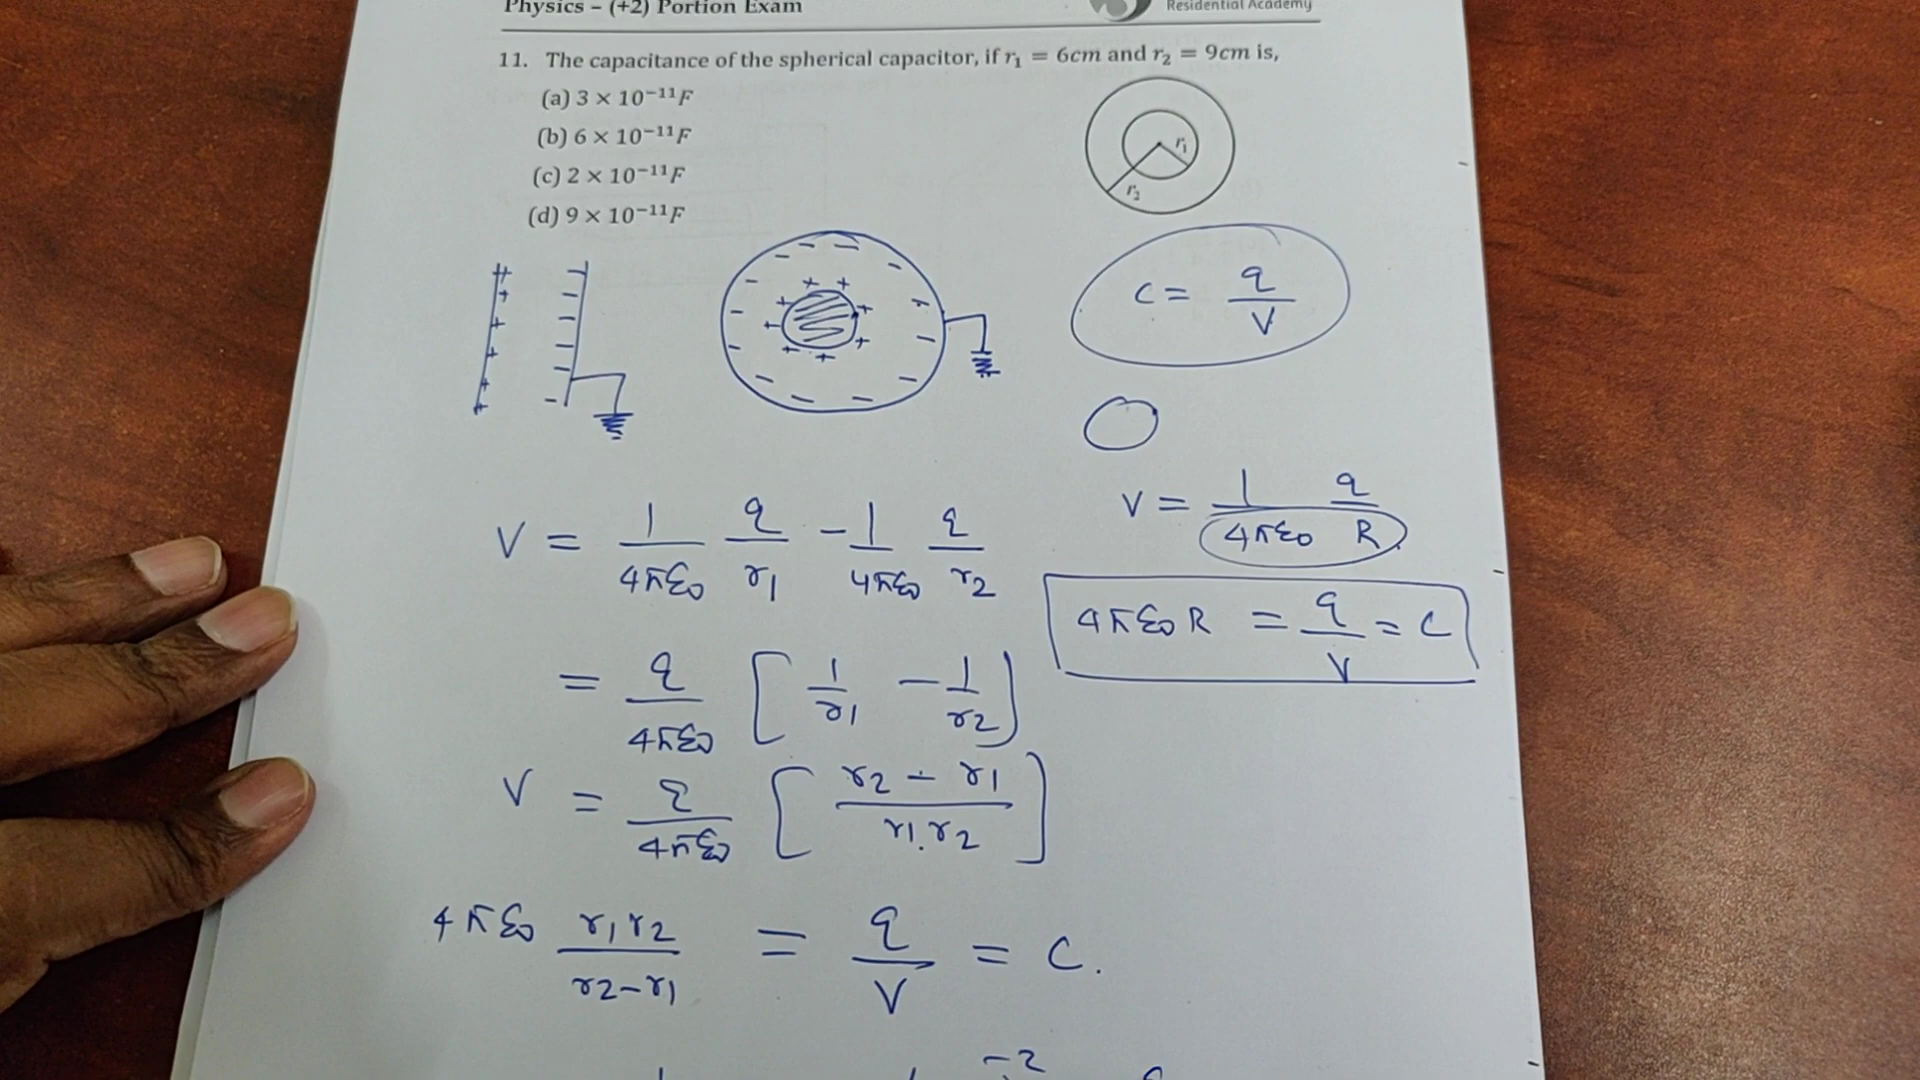 Physics – (+2) Portion Exam
Residential Academy
11. The capacitance of the spherical capacitor, if r₁ = 6cm and r₂ = 9cm is,
(a) 3 × 10⁻¹¹F
(b) 6 × 10⁻¹¹F
(c) 2 × 10⁻¹¹F
(d) 9 × 10⁻¹¹F
r₁
r₂
C = q/V
V = 1/4πε₀ q/r₁ - 1/4πε₀ q/r₂
V = 1/4πε₀ q/R
4πε₀R = q/V = C
= q/4πε₀ [1/r₁ - 1/r₂]
V = q/4πε₀ [r₂ - r₁/r₁.r₂]
4πε₀ r₁r₂/r₂-r₁ = q/V = C.